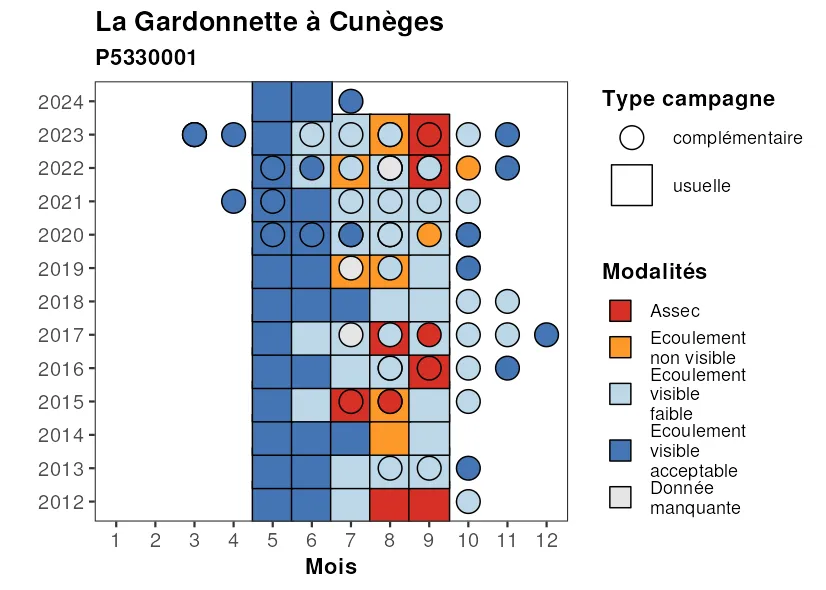 La Gardonnette à Cunèges
P5330001
2024
2023
2022
2021
2020
2019
2018
2017
2016
2015
2014
2013
2012
1 2 3 4 5 6 7 8 9 10 11 12
Mois
Type campagne
complémentaire
usuelle
Modalités
Assec
Ecoulement
non visible
Ecoulement
visible
faible
Ecoulement
visible
acceptable
Donnée
manquante